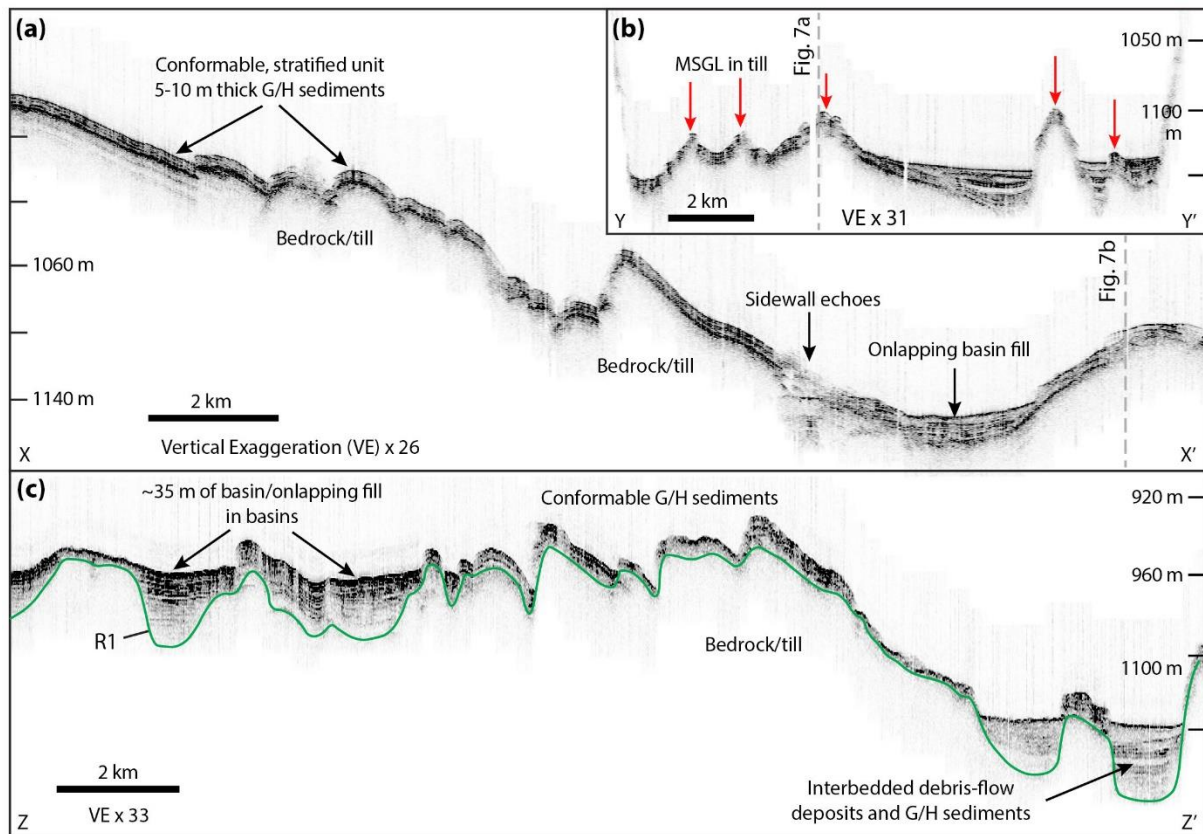 (a)
Conformable, stratified unit
5-10 m thick G/H sediments
Bedrock/till
1060 m
Bedrock/till
Sidewall echoes
Onlapping basin fill
Fig. 7b
1140 m
2 km
Vertical Exaggeration (VE) x 26
X
X'
(b)
MSGL in till
Fig. 7a
1050 m
1100
m
Y
2 km
VE x 31
Y'
(c)
~35 m of basin/onlapping fill
in basins
Conformable G/H sediments
920 m
960 m
R1
Bedrock/till
1100 m
2 km
VE x 33
Interbedded debris-flow
deposits and G/H sediments
Z
Z'